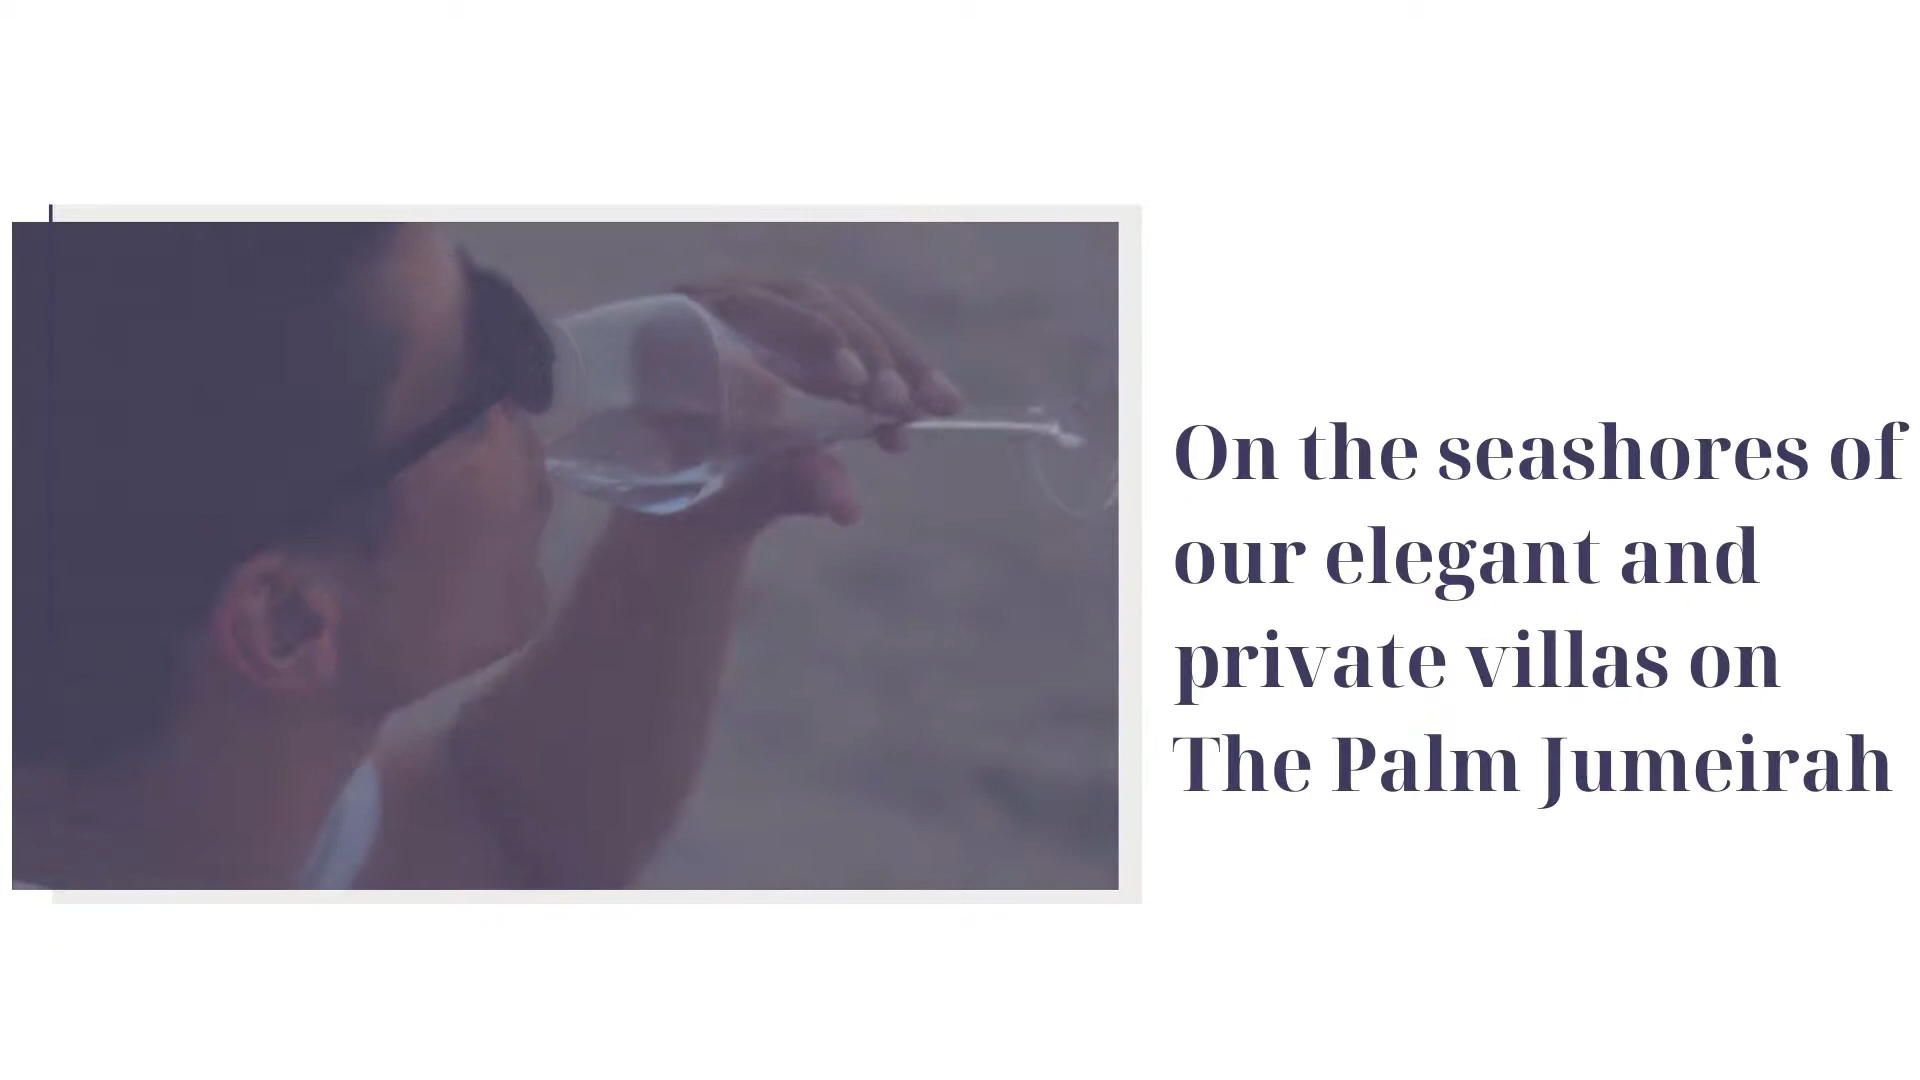 On the seashores of
our elegant and
private villas on
The Palm Jumeirah